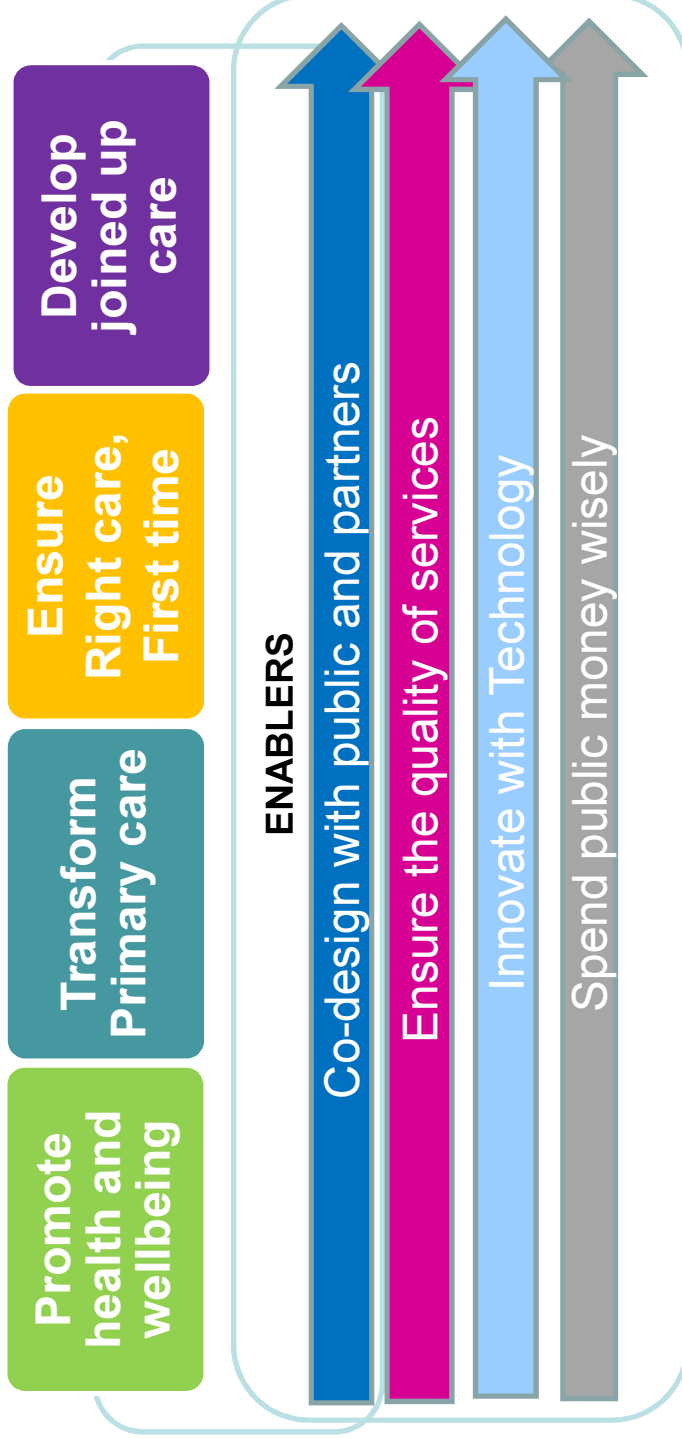 Promote
health and
wellbeing
Transform
Primary care
Ensure
Right care,
First time
Develop
joined up
care
ENABLERS
Co-design with public and partners
Ensure the quality of services
Innovate with Technology
Spend public money wisely